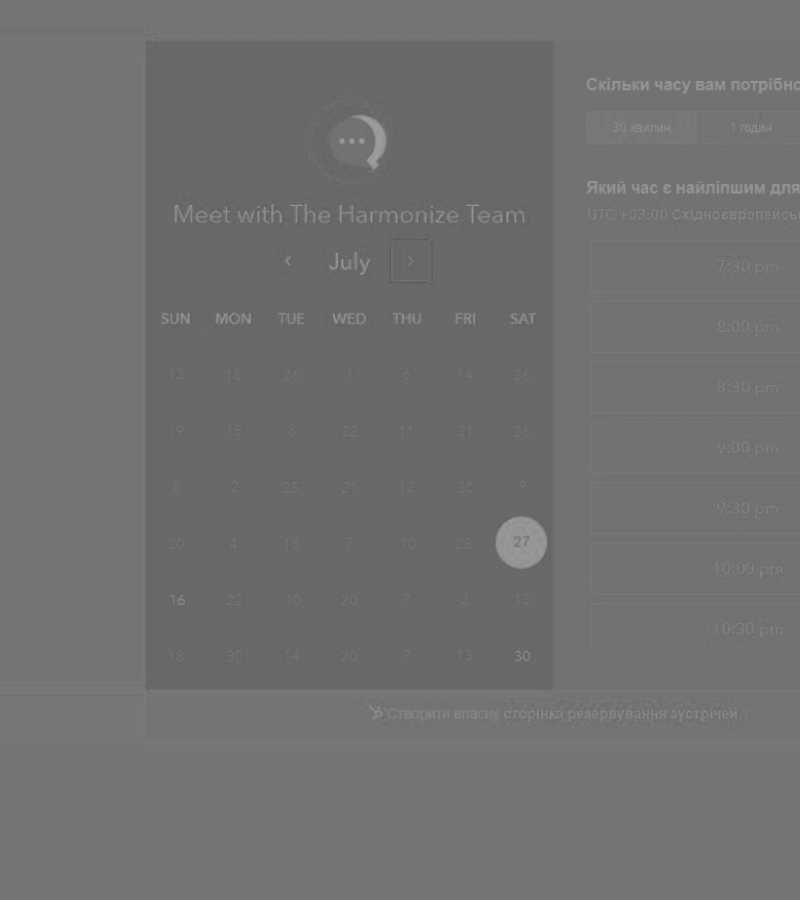 Meet with The Harmonize Team
July
SUN MON TUE WED THU FRI SAT
13 18 26 1 6 14 26
19 15 8 22 11 31 26
8 2 25 21 12 30 9
20 4 18 7 10 25 27
16 22 10 20 7 2 13
18 30 14 20 7 13 30
Скільки часу вам потрібно
30 хвилин 1 годин
Який час є найліпшим для
UTC +03:00 Східноєвропейськ
7:30 pm
8:00 pm
8:30 pm
9:00 pm
9:30 pm
10:00 pm
10:30 pm
Створити власну сторінка резервування зустрічей